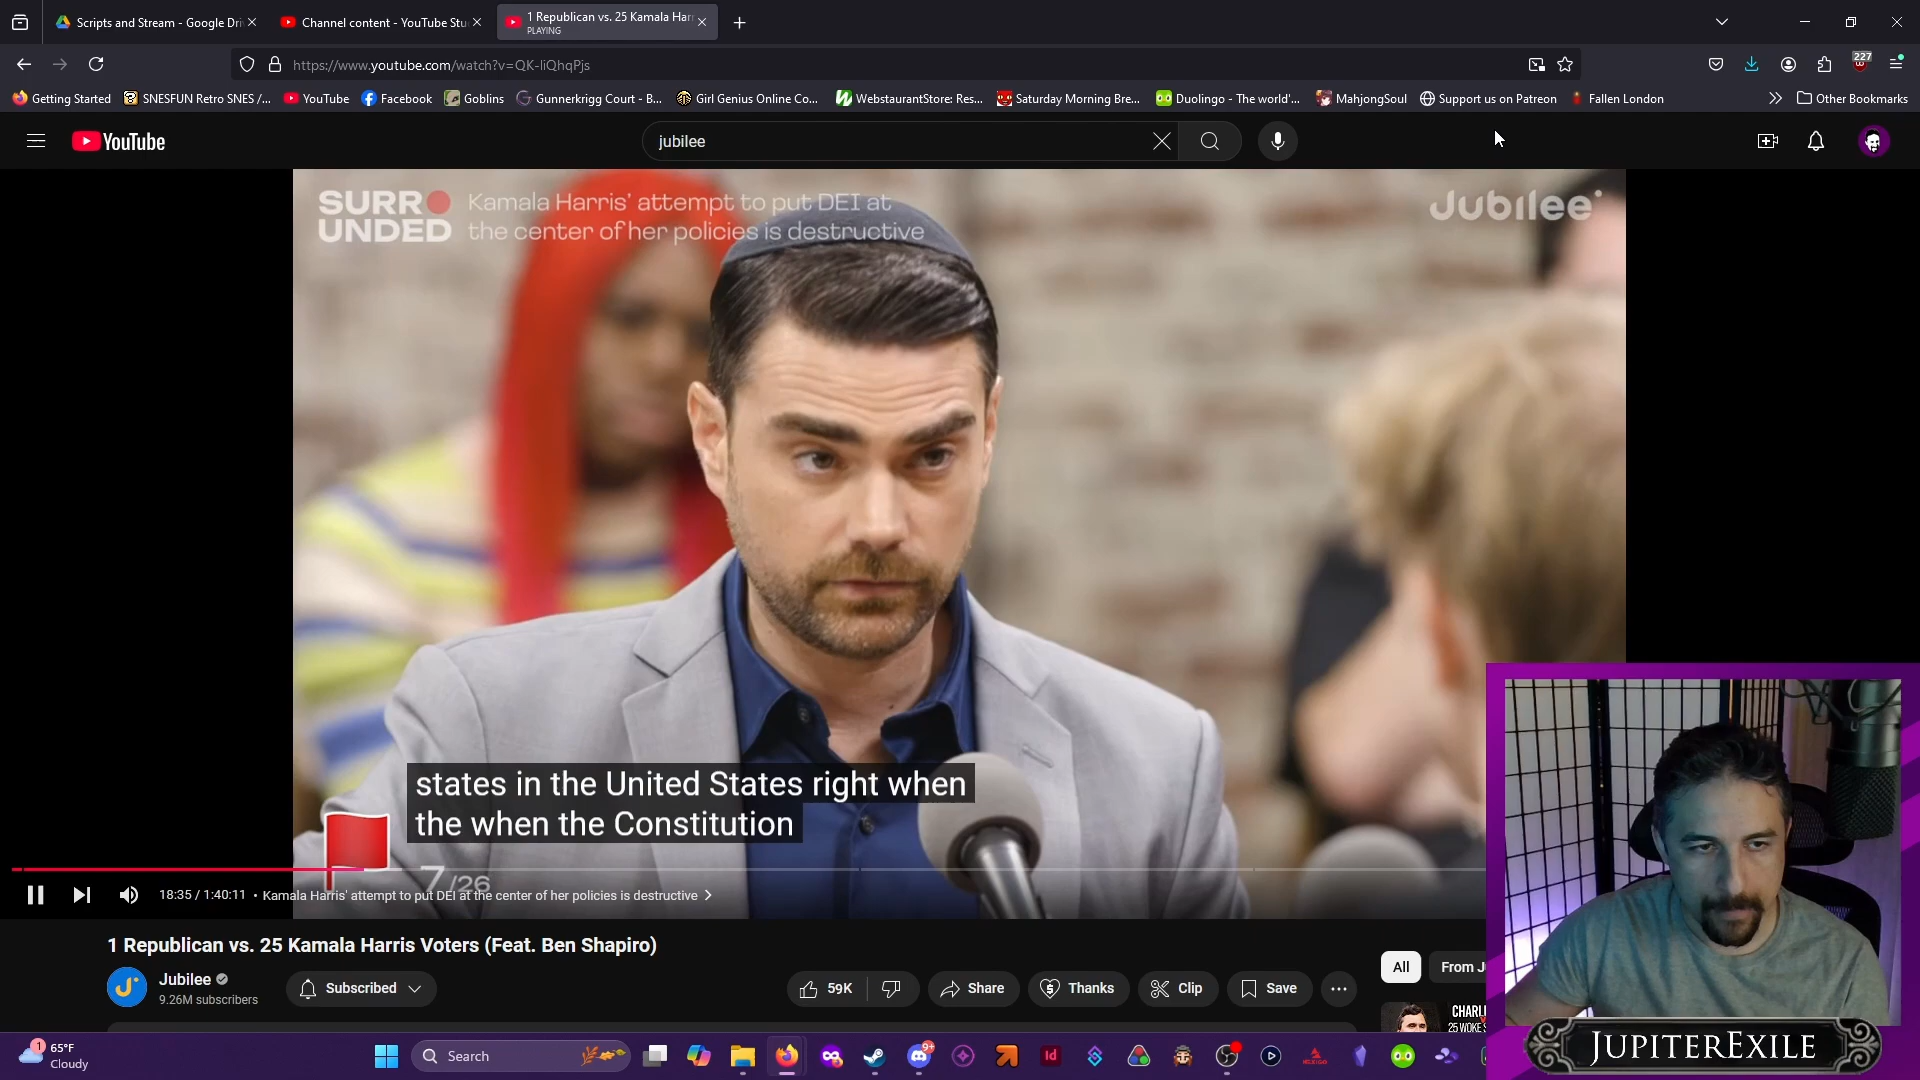 Scripts and Stream - Google Dri
Channel content - YouTube Stu
1 Republican vs. 25 Kamala Har
PLAYING
https://www.youtube.com/watch?v=QK-liQhqPjs
227
Getting Started
SNESFUN Retro SNES /...
YouTube
Facebook
Goblins
Gunnerkrigg Court - B...
Girl Genius Online Co...
WebstaurantStore: Res...
Saturday Morning Bre...
Duolingo - The world'...
MahjongSoul
Support us on Patreon
Fallen London
Other Bookmarks
YouTube
jubilee
SURR UNDED
Kamala Harris' attempt to put DEI at
the center of her policies is destructive
Jubilee
states in the United States right when
the when the Constitution
7/26
18:35 / 1:40:11 • Kamala Harris' attempt to put DEI at the center of her policies is destructive
1 Republican vs. 25 Kamala Harris Voters (Feat. Ben Shapiro)
Jubilee
9.26M subscribers
Subscribed
59K
Share
Thanks
Clip
Save
All
From J
CHARLI
25 WOKE S
1
65°F
Cloudy
Search
9+
Id
JUPITEREXILE